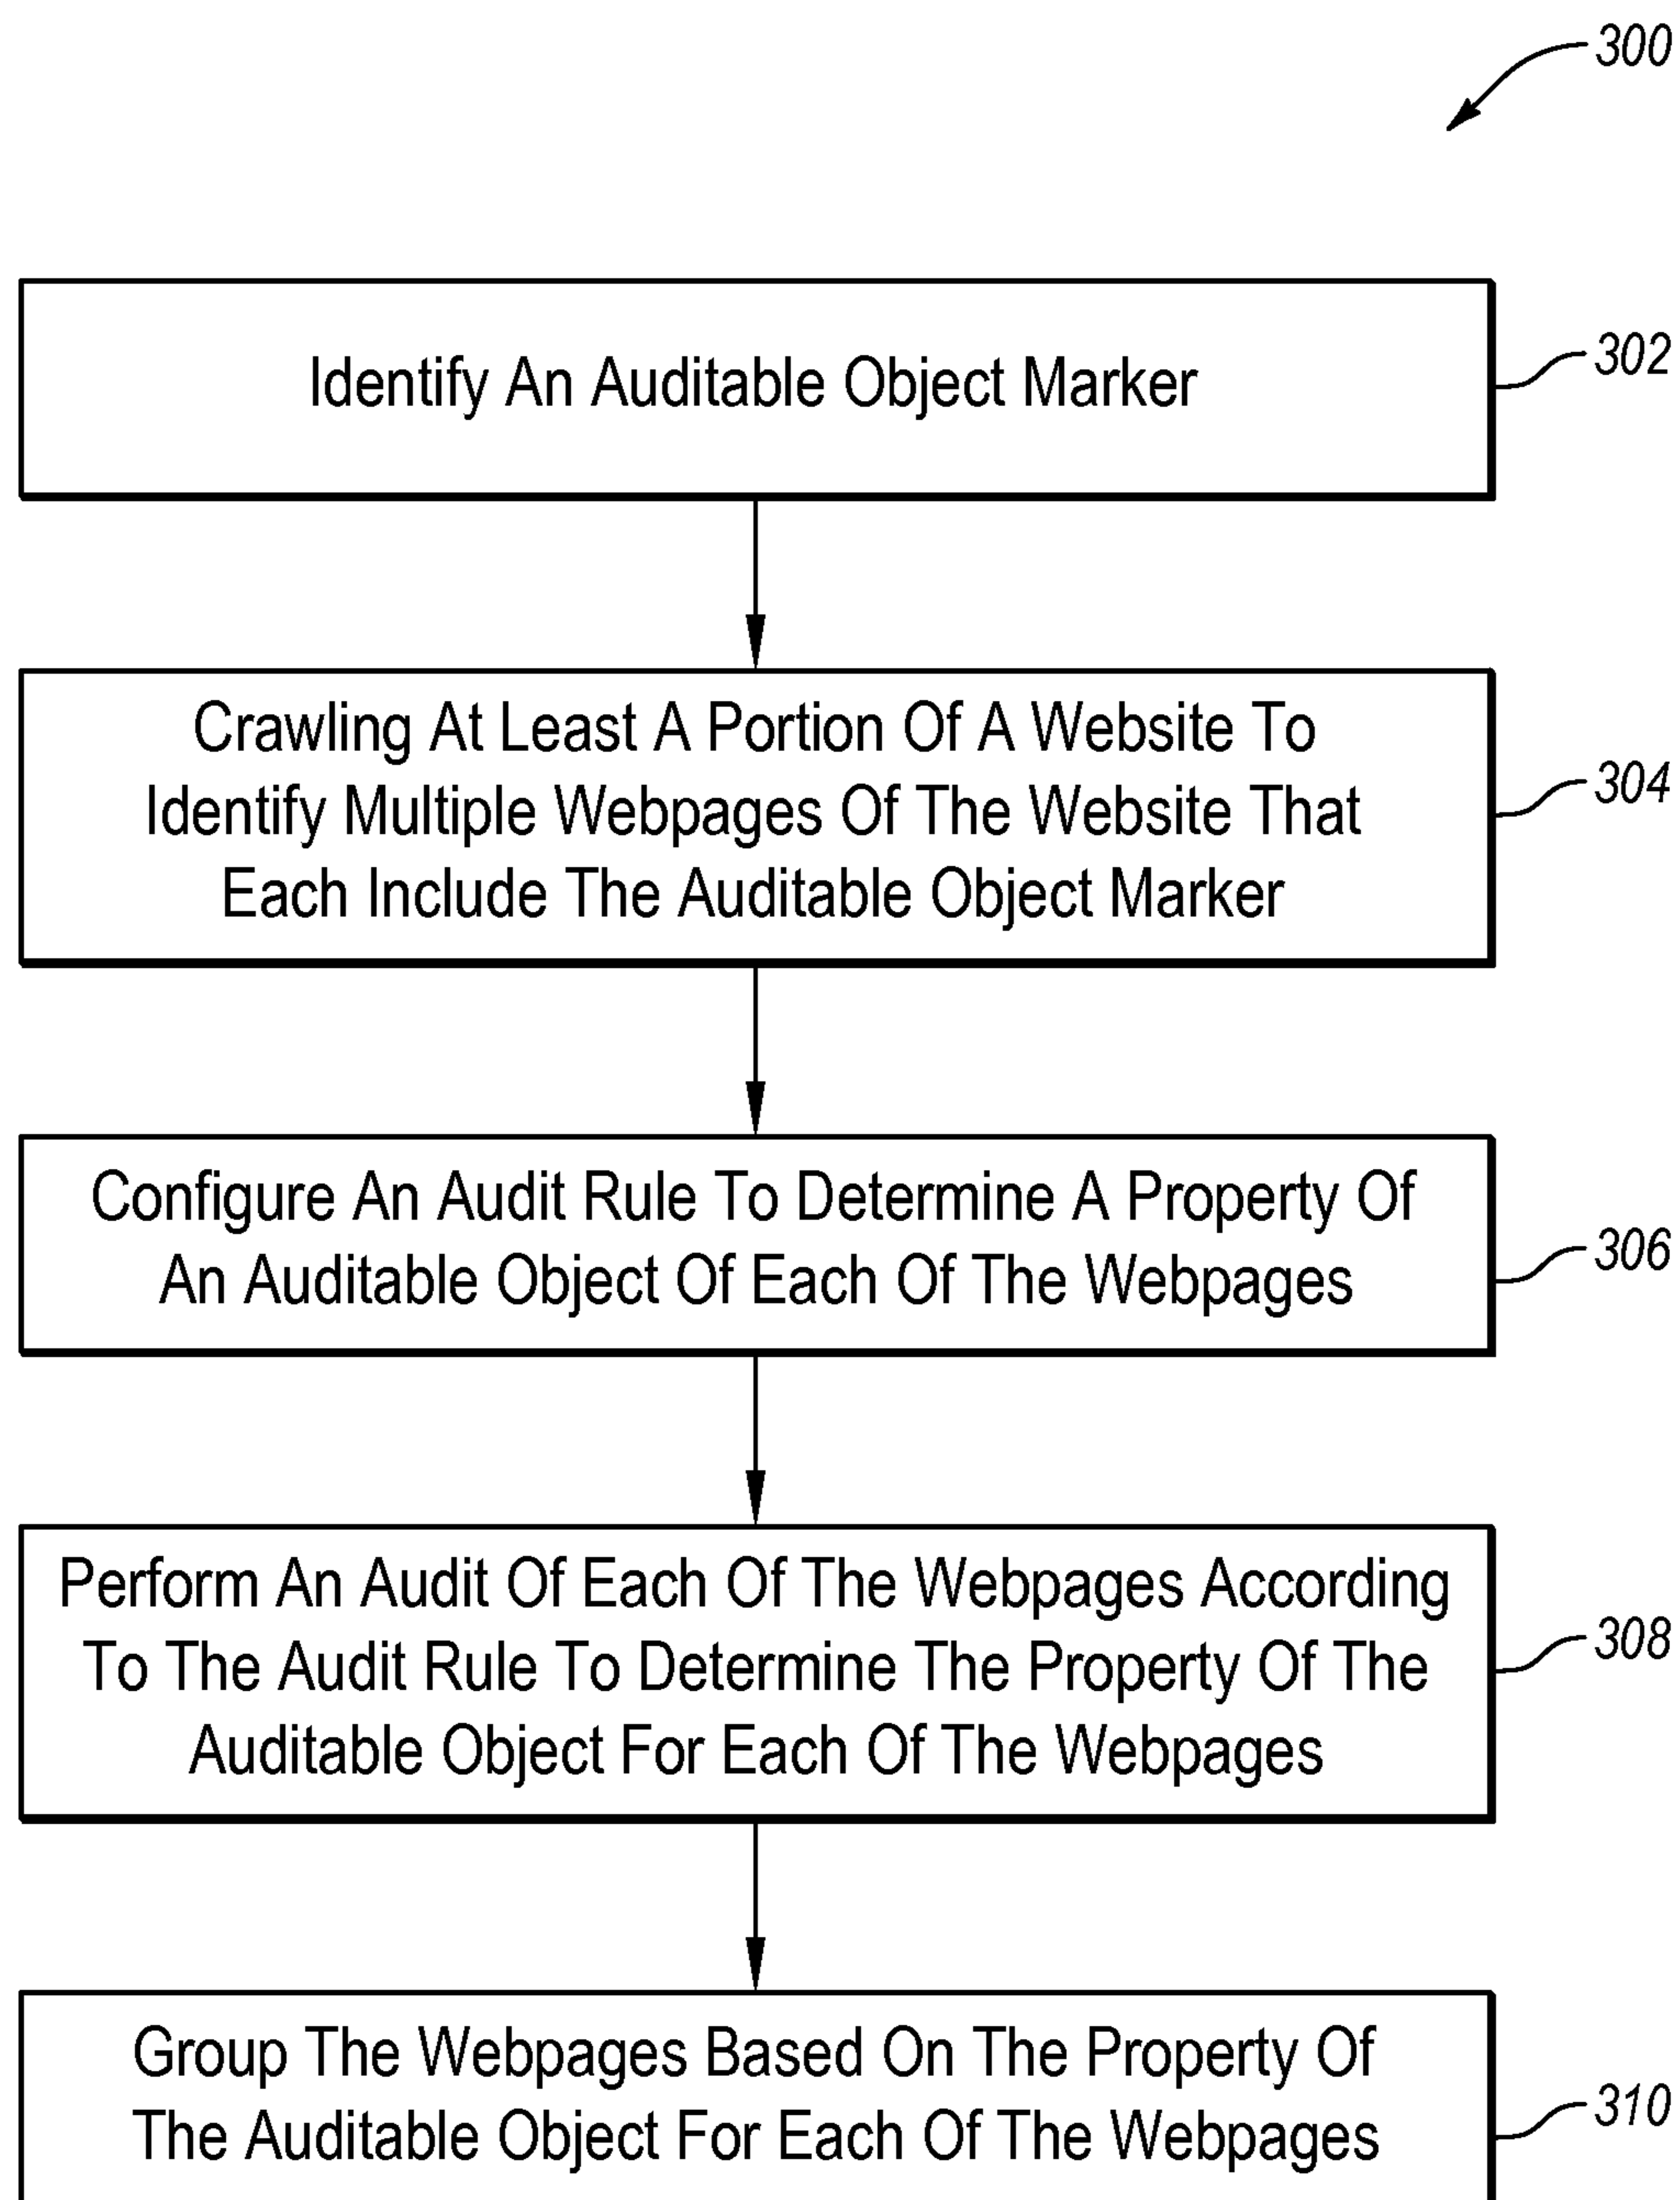 300
Identify An Auditable Object Marker
302
Crawling At Least A Portion Of A Website To
Identify Multiple Webpages Of The Website That
Each Include The Auditable Object Marker
304
Configure An Audit Rule To Determine A Property Of
An Auditable Object Of Each Of The Webpages
306
Perform An Audit Of Each Of The Webpages According
To The Audit Rule To Determine The Property Of The
Auditable Object For Each Of The Webpages
308
Group The Webpages Based On The Property Of
The Auditable Object For Each Of The Webpages
310